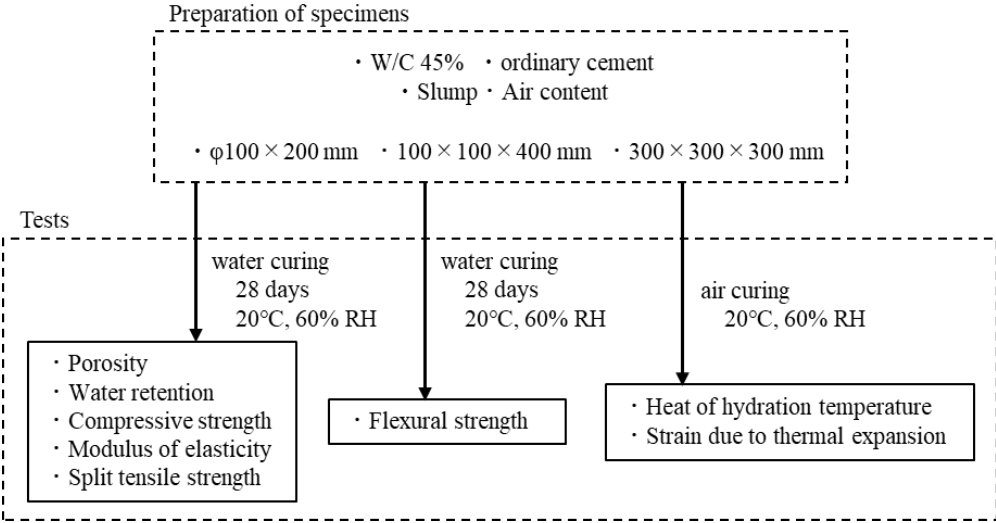 Preparation of specimens
・W/C 45% ・ordinary cement
・Slump・Air content
・φ100×200 mm ・100×100×400 mm ・300×300×300 mm
Tests
water curing
28 days
20℃, 60% RH
water curing
28 days
20℃, 60% RH
air curing
20℃, 60% RH
・Porosity
・Water retention
・Compressive strength
・Modulus of elasticity
・Split tensile strength
・Flexural strength
・Heat of hydration temperature
・Strain due to thermal expansion